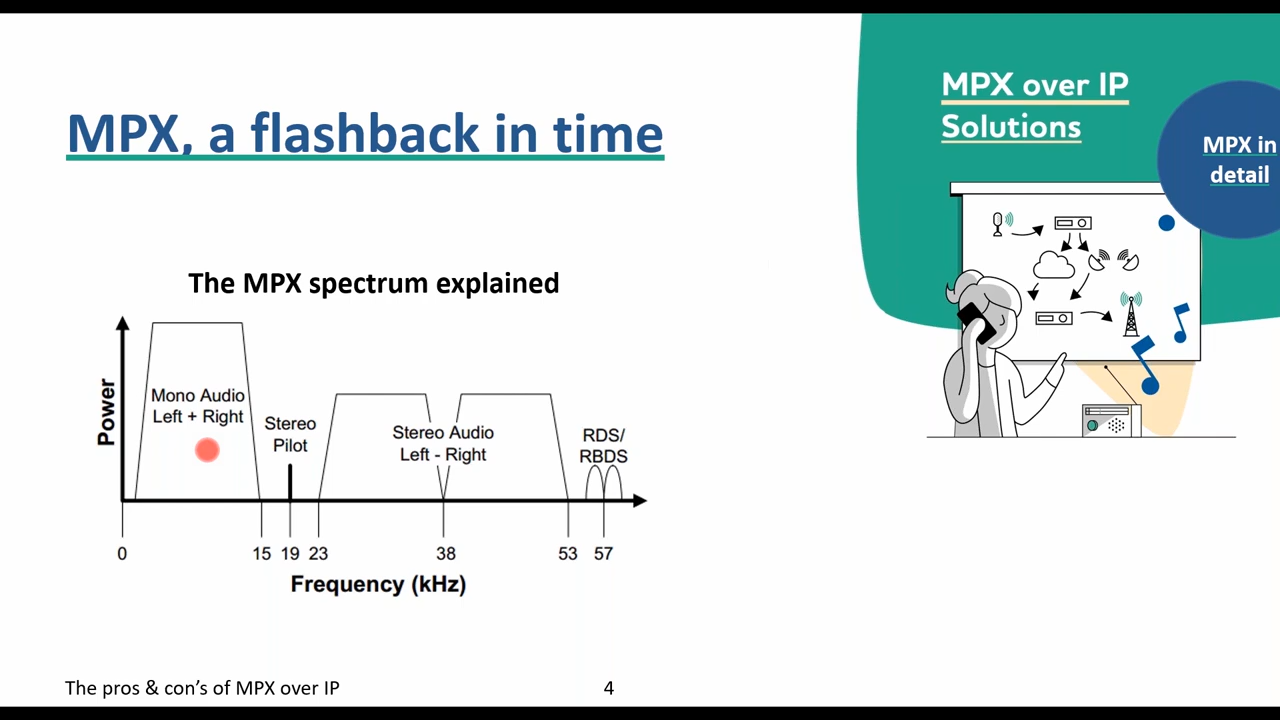 MPX, a flashback in time
MPX over IP
Solutions
MPX in
detail
The MPX spectrum explained
Power
Mono Audio
Left + Right
Stereo
Pilot
Stereo Audio
Left - Right
RDS/
RBDS
0 15 19 23 38 53 57
Frequency (kHz)
The pros & con’s of MPX over IP 4